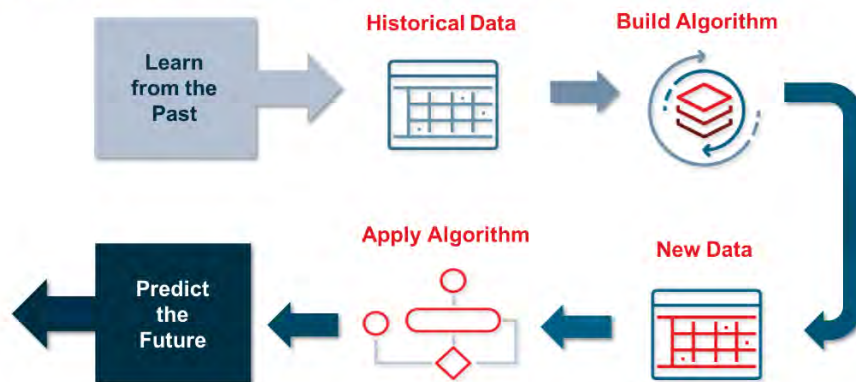 Historical Data
Build Algorithm
Learn
from the
Past
Apply Algorithm
New Data
Predict
the
Future